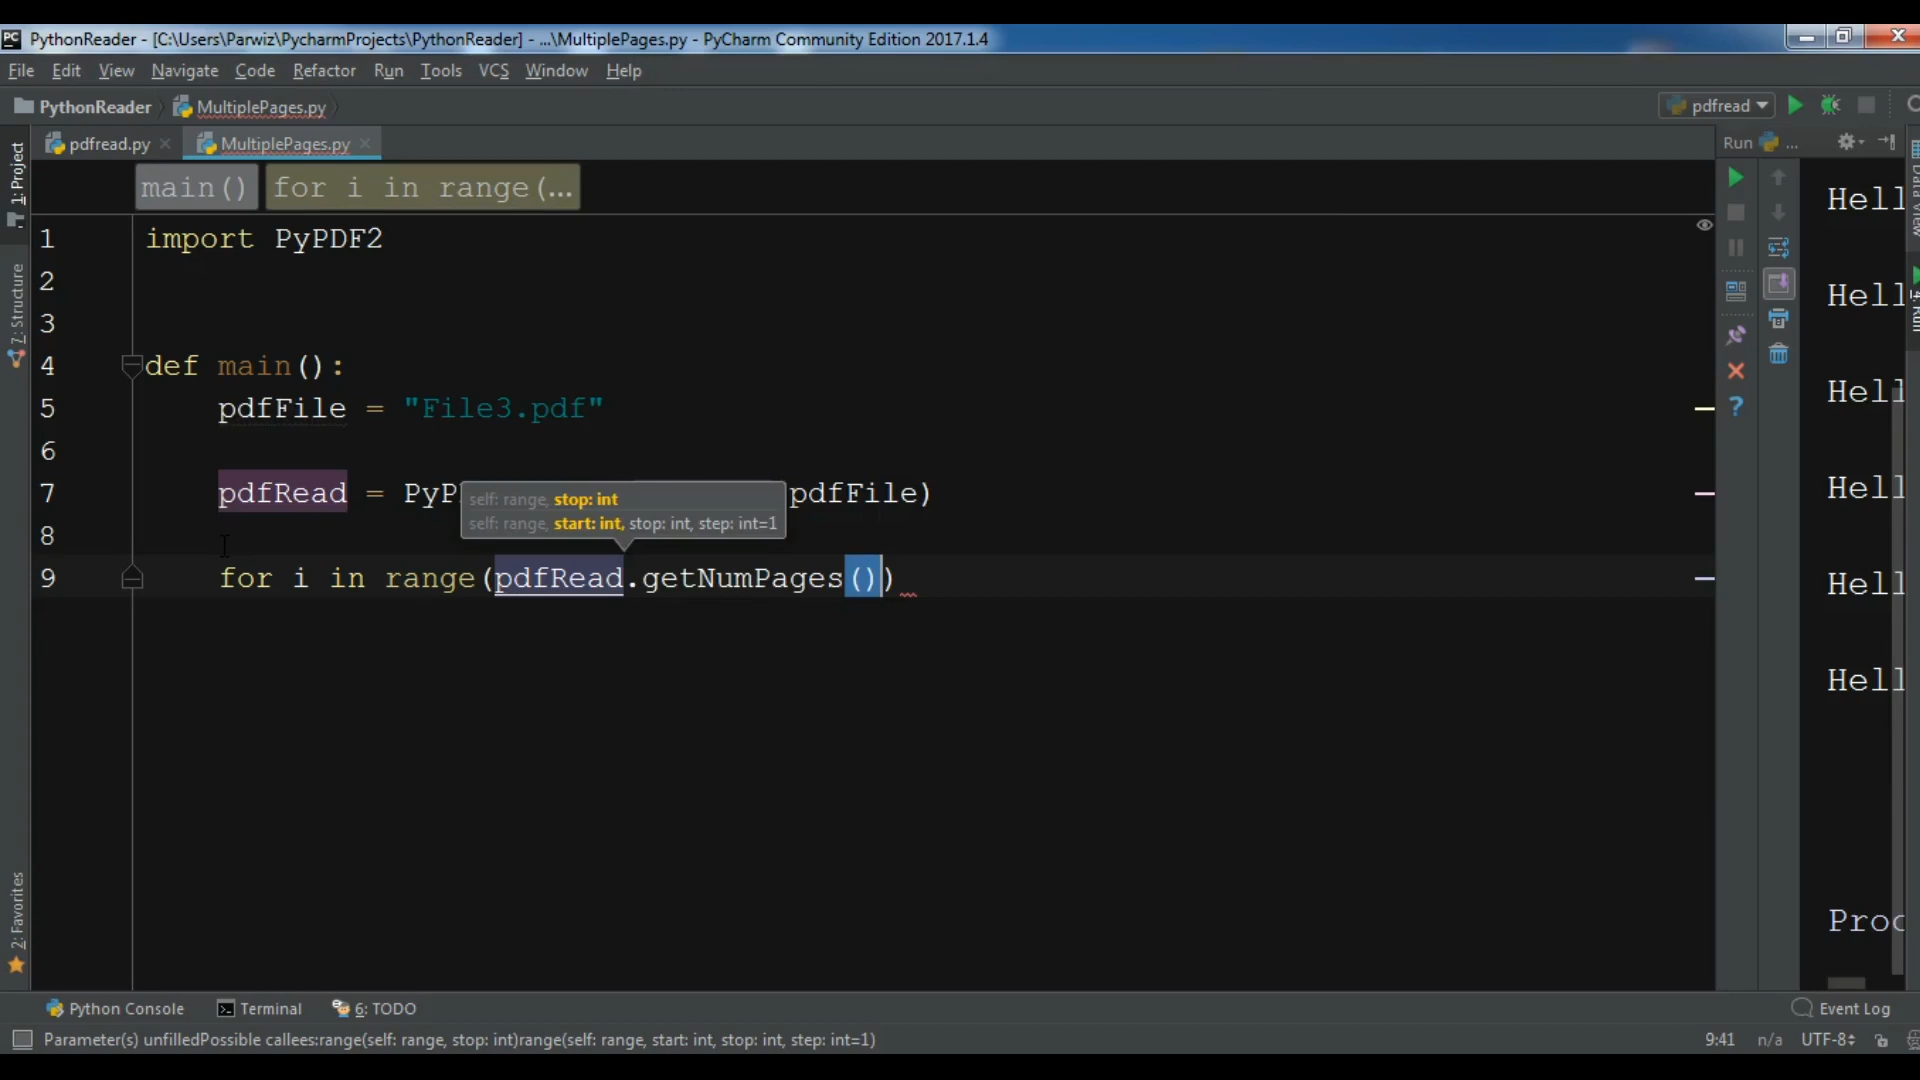 PC PythonReader - [C:\Users\Parwiz\PycharmProjects\PythonReader] - ...\MultiplePages.py - PyCharm Community Edition 2017.1.4
File Edit View Navigate Code Refactor Run Tools VCS Window Help
PythonReader MultiplePages.py pdfread
pdfread.py MultiplePages.py Run ...
1: Project
7: Structure
2: Favorites
main() for i in range(...
1 import PyPDF2
2
3
4 def main():
5 pdfFile = "File3.pdf"
6
7 pdfRead = PyP pdfFile)
self: range, stop: int
self: range, start: int, stop: int, step: int=1
8
9 for i in range(pdfRead.getNumPages())
Hell
Hell
Hell
Hell
Hell
Hell
Proc
Data View
4: Run
Python Console Terminal 6: TODO Event Log
Parameter(s) unfilledPossible callees:range(self: range, stop: int)range(self: range, start: int, stop: int, step: int=1) 9:41 n/a UTF-8